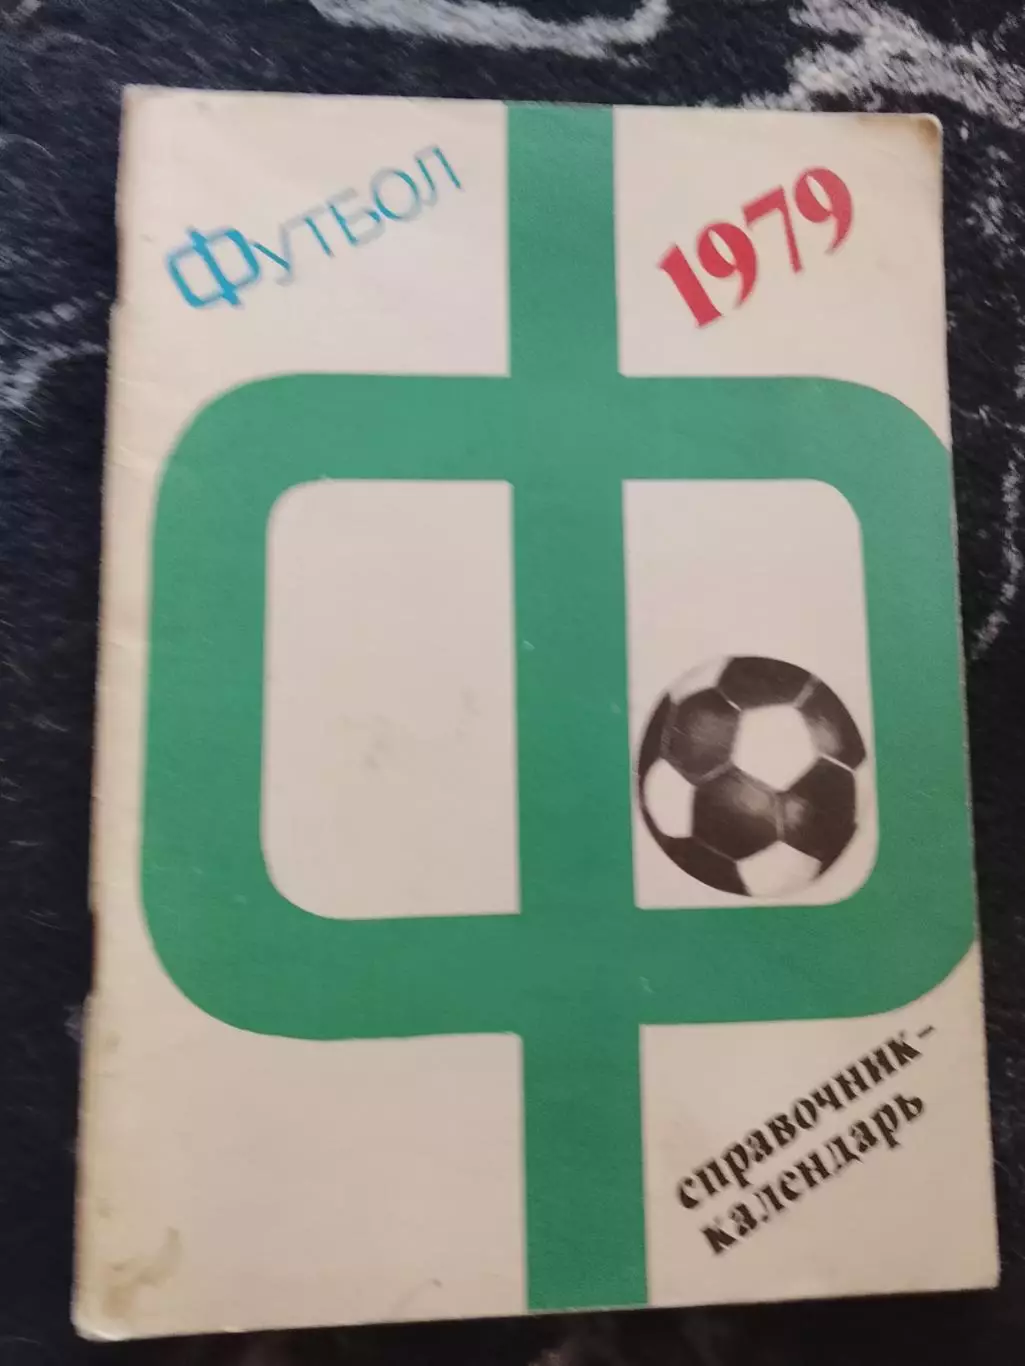 ФУТБОЛ
1979
справочник-
календарь